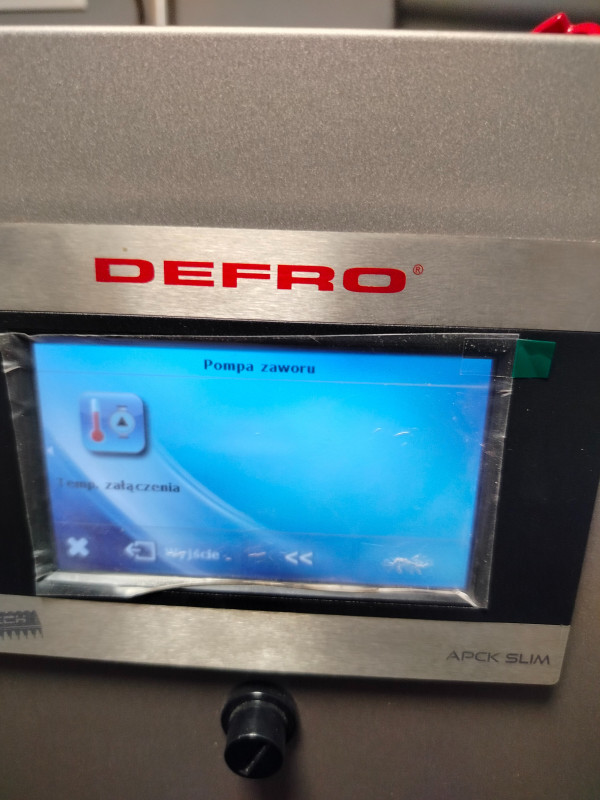 DEFRO®
Pompa zaworu
Temp. załączenia
Wyjście
<<
APCK SLIM